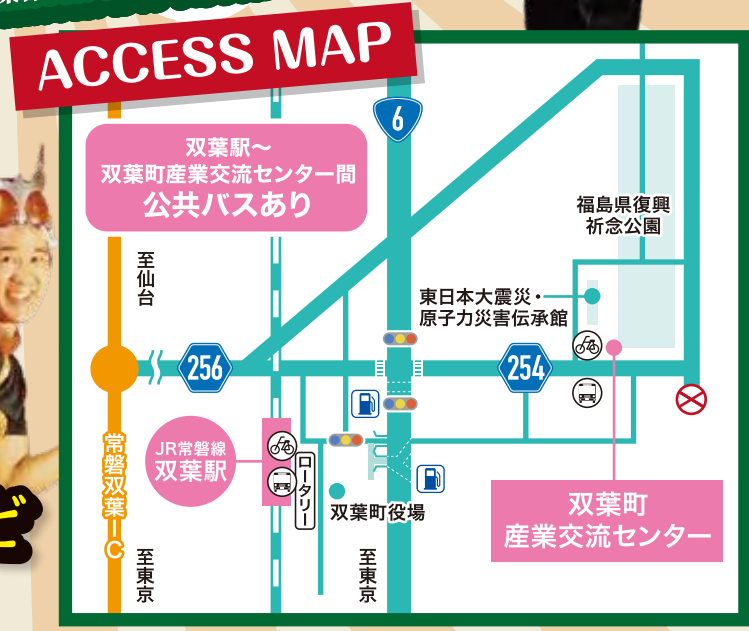 ACCESS MAP
6
双葉駅〜
双葉町産業交流センター間
公共バスあり
福島県復興
祈念公園
至仙台
東日本大震災・
原子力災害伝承館
256
254
常磐双葉IC
JR常磐線
双葉駅
ロータリー
双葉町役場
双葉町
産業交流センター
至東京
至東京